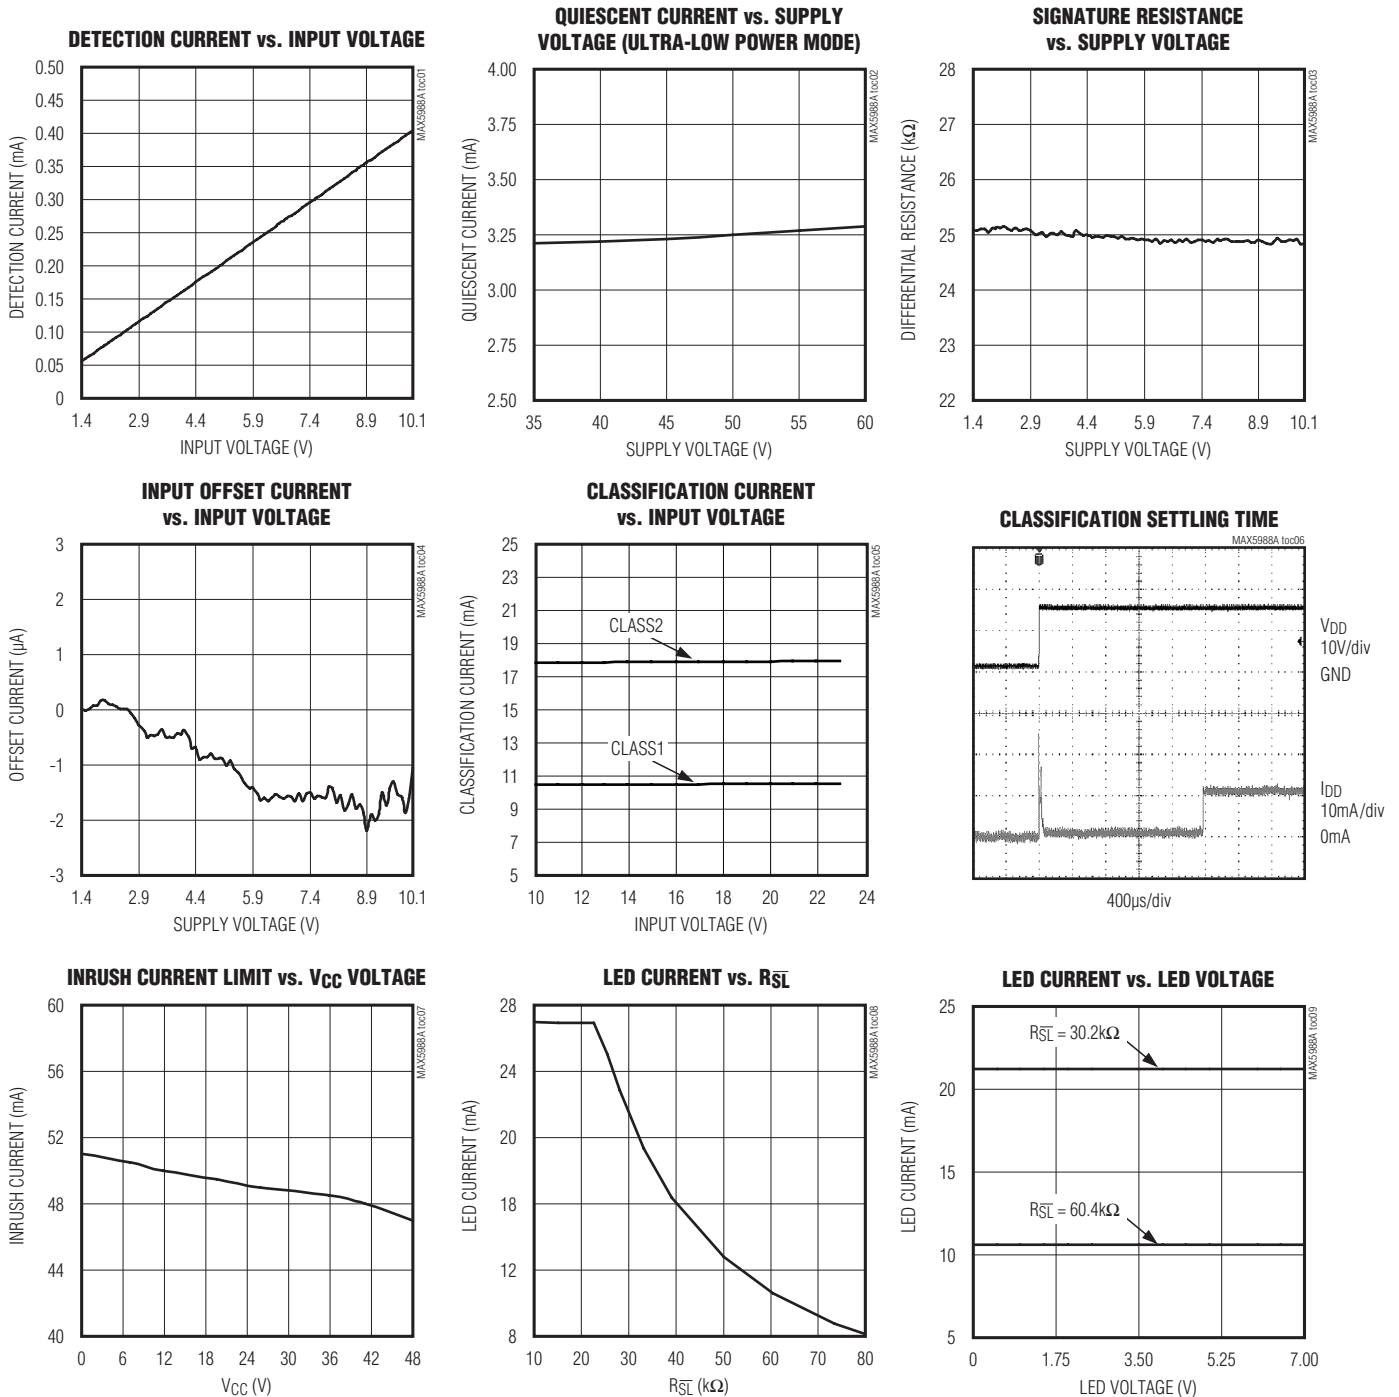 DETECTION CURRENT vs. INPUT VOLTAGE
MAX5988A toc01
DETECTION CURRENT (mA)
0.50
0.45
0.40
0.35
0.30
0.25
0.20
0.15
0.10
0.05
0
1.4 2.9 4.4 5.9 7.4 8.9 10.1
INPUT VOLTAGE (V)
QUIESCENT CURRENT vs. SUPPLY
VOLTAGE (ULTRA-LOW POWER MODE)
MAX5988A toc02
QUIESCENT CURRENT (mA)
4.00
3.75
3.50
3.25
3.00
2.75
2.50
35 40 45 50 55 60
SUPPLY VOLTAGE (V)
SIGNATURE RESISTANCE
vs. SUPPLY VOLTAGE
MAX5988A toc03
DIFFERENTIAL RESISTANCE (kΩ)
28
27
26
25
24
23
22
1.4 2.9 4.4 5.9 7.4 8.9 10.1
SUPPLY VOLTAGE (V)
INPUT OFFSET CURRENT
vs. INPUT VOLTAGE
MAX5988A toc04
OFFSET CURRENT (µA)
3
2
1
0
-1
-2
-3
1.4 2.9 4.4 5.9 7.4 8.9 10.1
SUPPLY VOLTAGE (V)
CLASSIFICATION CURRENT
vs. INPUT VOLTAGE
MAX5988A toc05
CLASSIFICATION CURRENT (mA)
25
23
21
19
17
15
13
11
9
7
5
CLASS2
CLASS1
10 12 14 16 18 20 22 24
INPUT VOLTAGE (V)
CLASSIFICATION SETTLING TIME
MAX5988A toc06
T
VDD
10V/div
GND
IDD
10mA/div
0mA
400µs/div
INRUSH CURRENT LIMIT vs. VCC VOLTAGE
MAX5988A toc07
INRUSH CURRENT (mA)
60
56
52
48
44
40
0 6 12 18 24 30 36 42 48
VCC (V)
LED CURRENT vs. RS̅L̅
MAX5988A toc08
LED CURRENT (mA)
28
24
20
18
12
8
10 20 30 40 50 60 70 80
RS̅L̅ (kΩ)
LED CURRENT vs. LED VOLTAGE
MAX5988A toc09
LED CURRENT (mA)
25
20
15
10
5
RS̅L̅ = 30.2kΩ
RS̅L̅ = 60.4kΩ
0 1.75 3.50 5.25 7.00
LED VOLTAGE (V)